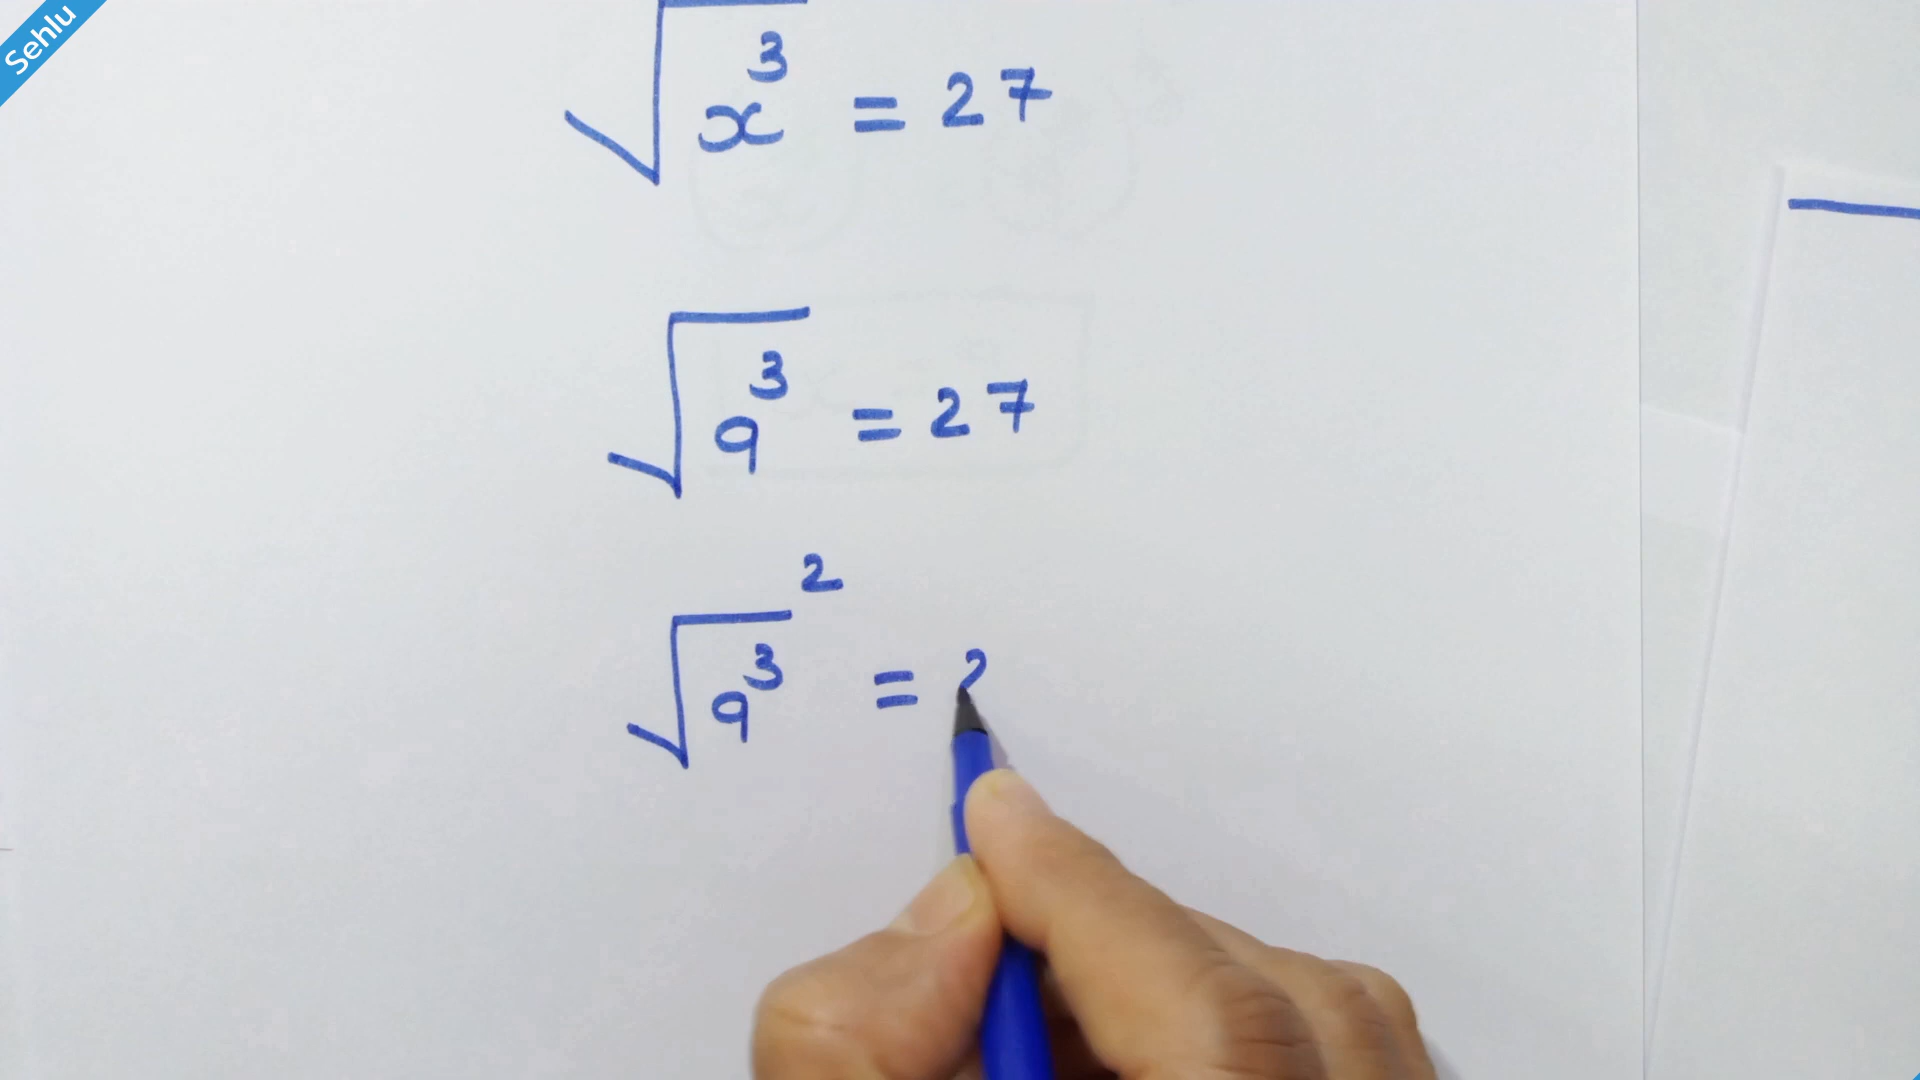 Sehlu
√x³ = 27
√9³ = 27
√9³² = 2